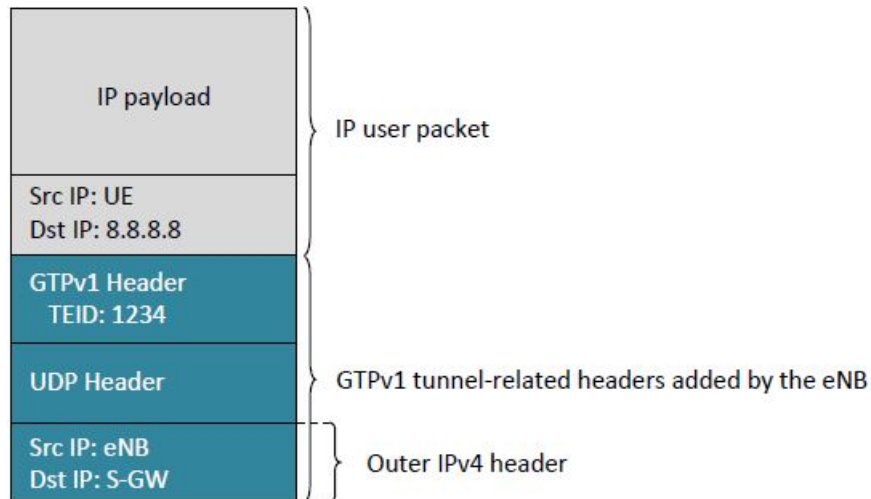 IP payload
IP user packet
Src IP: UE
Dst IP: 8.8.8.8
GTPv1 Header
TEID: 1234
UDP Header
GTPv1 tunnel-related headers added by the eNB
Src IP: eNB
Dst IP: S-GW
Outer IPv4 header